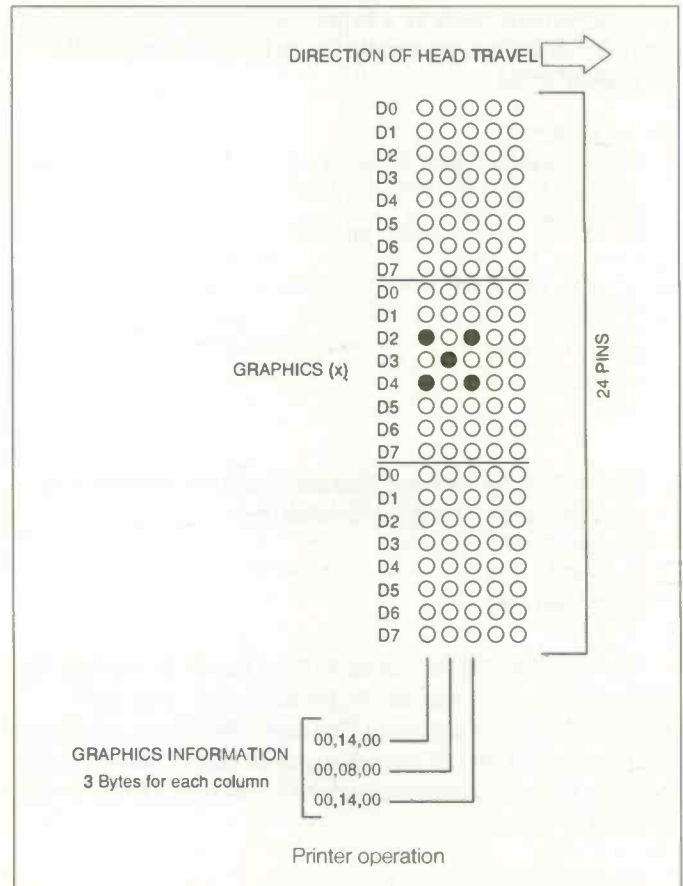 DIRECTION OF HEAD TRAVEL
D0
D1
D2
D3
D4
D5
D6
D7
D0
D1
D2
D3
D4
D5
D6
D7
D0
D1
D2
D3
D4
D5
D6
D7
GRAPHICS (x)
24 PINS
GRAPHICS INFORMATION
3 Bytes for each column
00,14,00
00,08,00
00,14,00
Printer operation